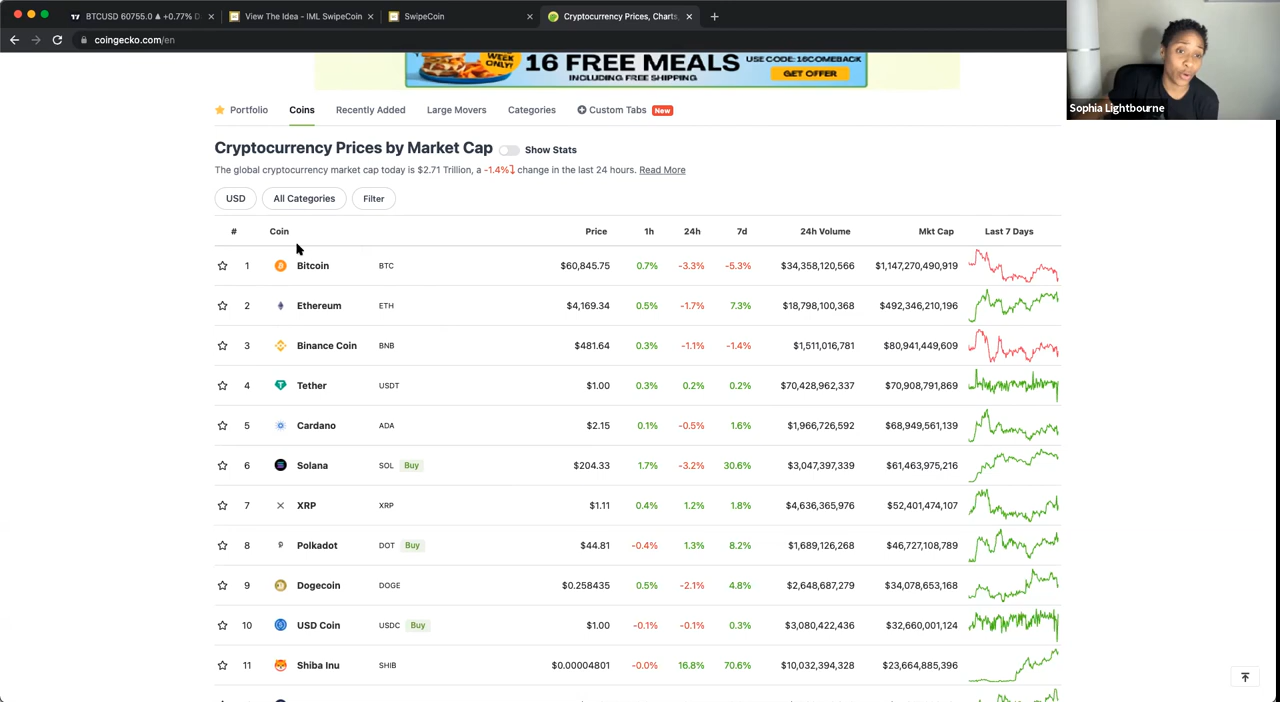 BTCUSD 60755.0 ▲ +0.77% D
View The Idea - IML SwipeCoin
SwipeCoin
Cryptocurrency Prices, Charts,
coingecko.com/en
WEEK ONLY!
16 FREE MEALS
INCLUDING FREE SHIPPING
USE CODE: 16COMEBACK
GET OFFER
Sophia Lightbourne
Portfolio Coins Recently Added Large Movers Categories Custom Tabs New
Cryptocurrency Prices by Market Cap Show Stats
The global cryptocurrency market cap today is $2.71 Trillion, a -1.4% change in the last 24 hours. Read More
USD All Categories Filter
# Coin Price 1h 24h 7d 24h Volume Mkt Cap Last 7 Days
1 Bitcoin BTC $60,845.75 0.7% -3.3% -5.3% $34,358,120,566 $1,147,270,490,919
2 Ethereum ETH $4,169.34 0.5% -1.7% 7.3% $18,798,100,368 $492,346,210,196
3 Binance Coin BNB $481.64 0.3% -1.1% -1.4% $1,511,016,781 $80,941,449,609
4 Tether USDT $1.00 0.3% 0.2% 0.2% $70,428,962,337 $70,908,791,869
5 Cardano ADA $2.15 0.1% -0.5% 1.6% $1,966,726,592 $68,949,561,139
6 Solana SOL Buy $204.33 1.7% -3.2% 30.6% $3,047,397,339 $61,463,975,216
7 XRP XRP $1.11 0.4% 1.2% 1.8% $4,636,365,976 $52,401,474,107
8 Polkadot DOT Buy $44.81 -0.4% 1.3% 8.2% $1,689,126,268 $46,727,108,789
9 Dogecoin DOGE $0.258435 0.5% -2.1% 4.8% $2,648,687,279 $34,078,653,168
10 USD Coin USDC Buy $1.00 -0.1% -0.1% 0.3% $3,080,422,436 $32,660,001,124
11 Shiba Inu SHIB $0.00004801 -0.0% 16.8% 70.6% $10,032,394,328 $23,664,885,396